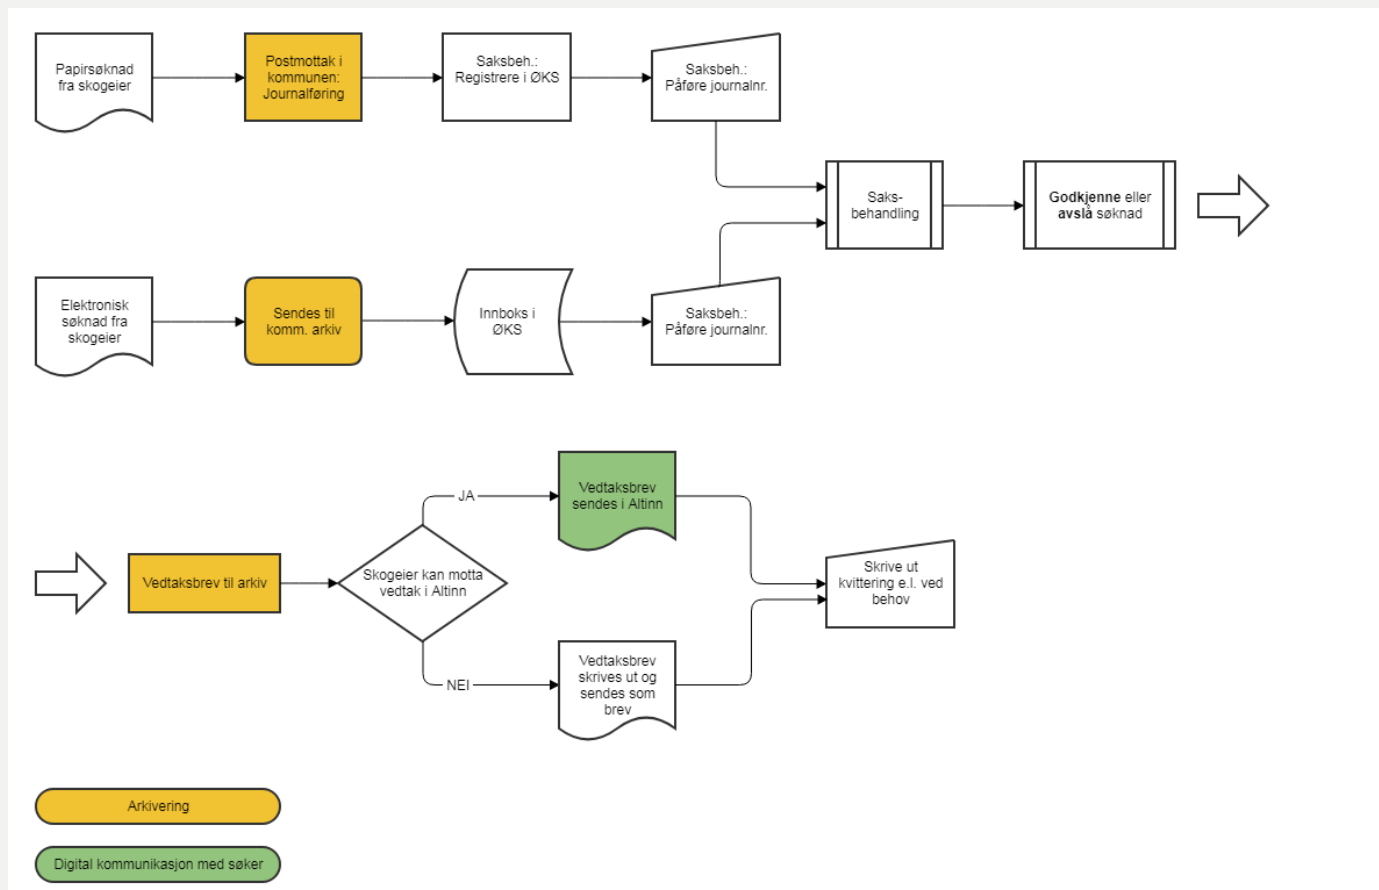 Papirsøknad
fra skogeier
Postmottak i
kommunen:
Journalføring
Saksbeh.:
Registrere i ØKS
Saksbeh.:
Påføre journalnr.
Saks-
behandling
Godkjenne eller
avslå søknad
Elektronisk
søknad fra
skogeier
Sendes til
komm. arkiv
Innboks i
ØKS
Saksbeh.:
Påføre journalnr.
Vedtaksbrev til arkiv
Skogeier kan motta
vedtak i Altinn
JA
Vedtaksbrev
sendes i Altinn
NEI
Vedtaksbrev
skrives ut og
sendes som
brev
Skrive ut
kvittering e.l. ved
behov
Arkivering
Digital kommunikasjon med søker